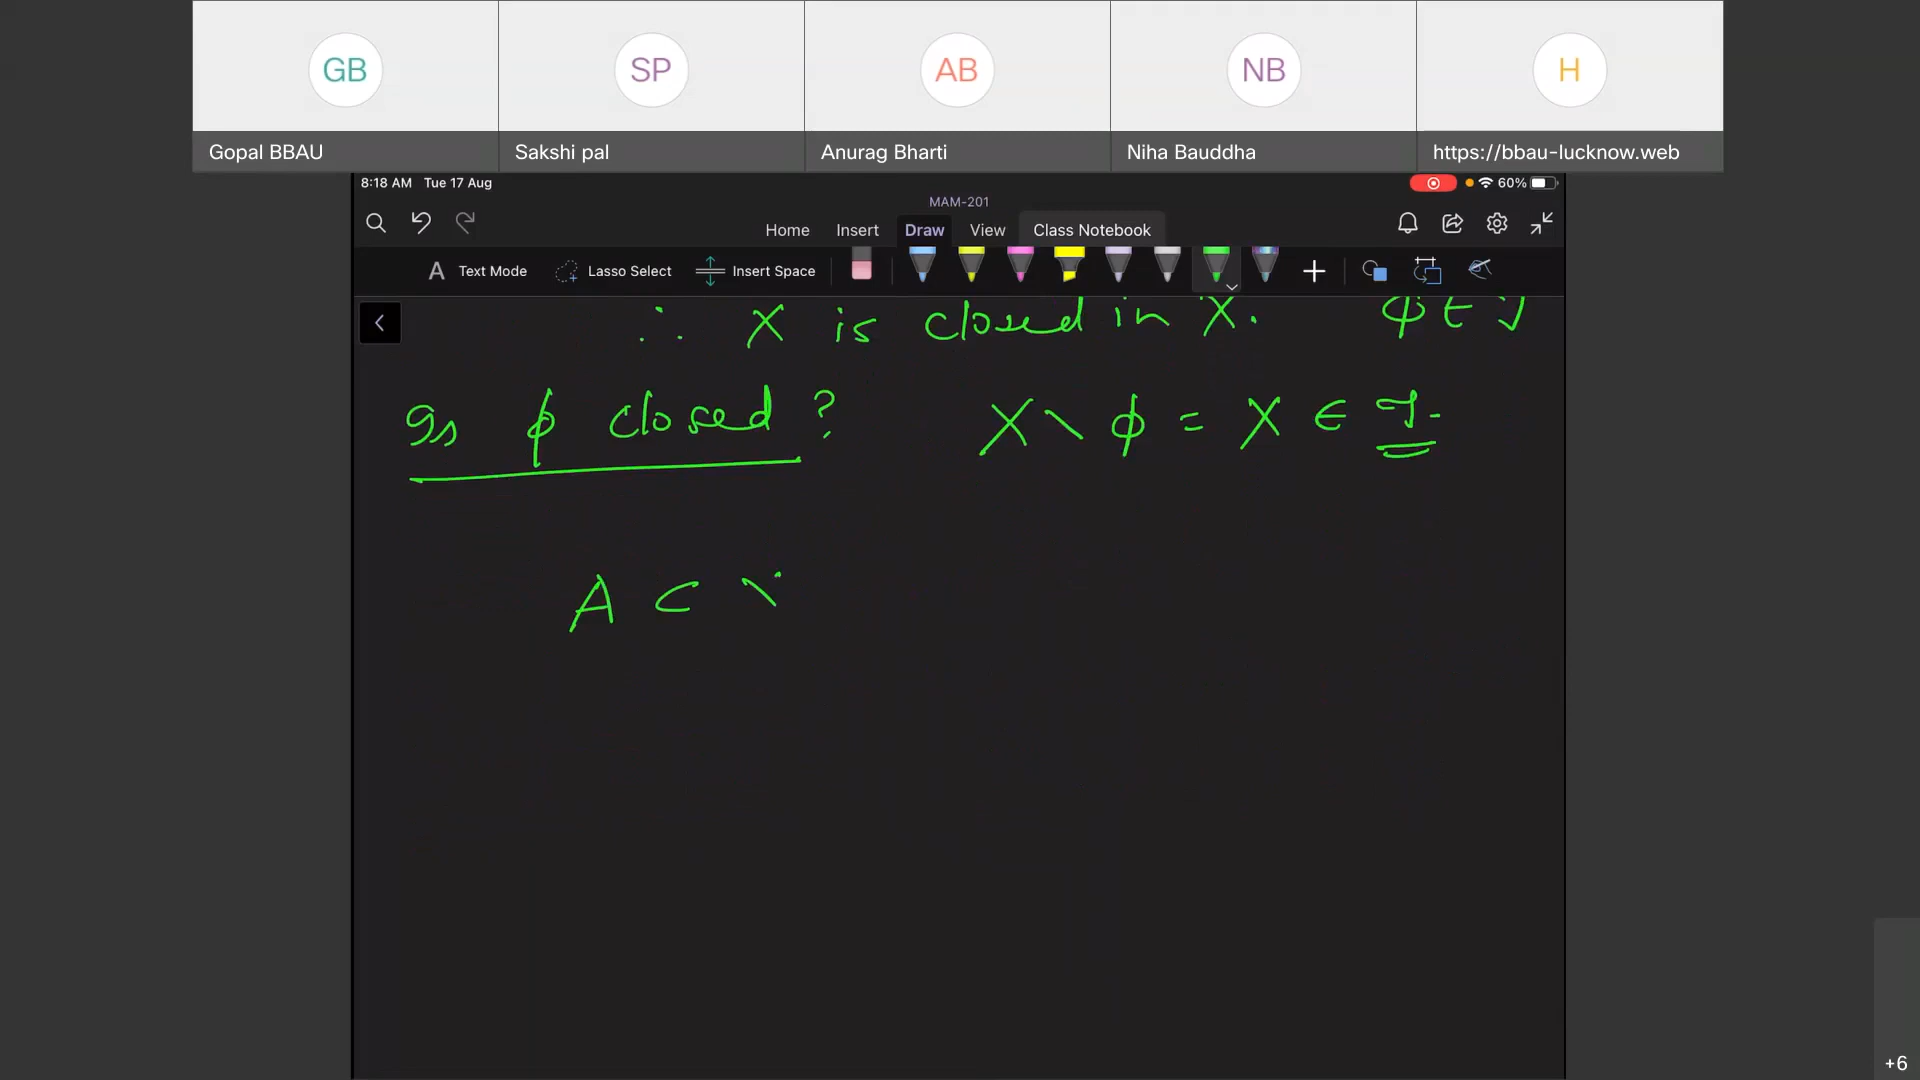 GB SP AB NB H
Gopal BBAU Sakshi pal Anurag Bharti Niha Bauddha https://bbau-lucknow.web
8:18 AM Tue 17 Aug 60%
MAM-201
Home Insert Draw View Class Notebook
A Text Mode Lasso Select Insert Space
∴ X is closed in X. ϕ ∈ J
Is ϕ closed ? X \ ϕ = X ∈ J.
A ⊂
+6